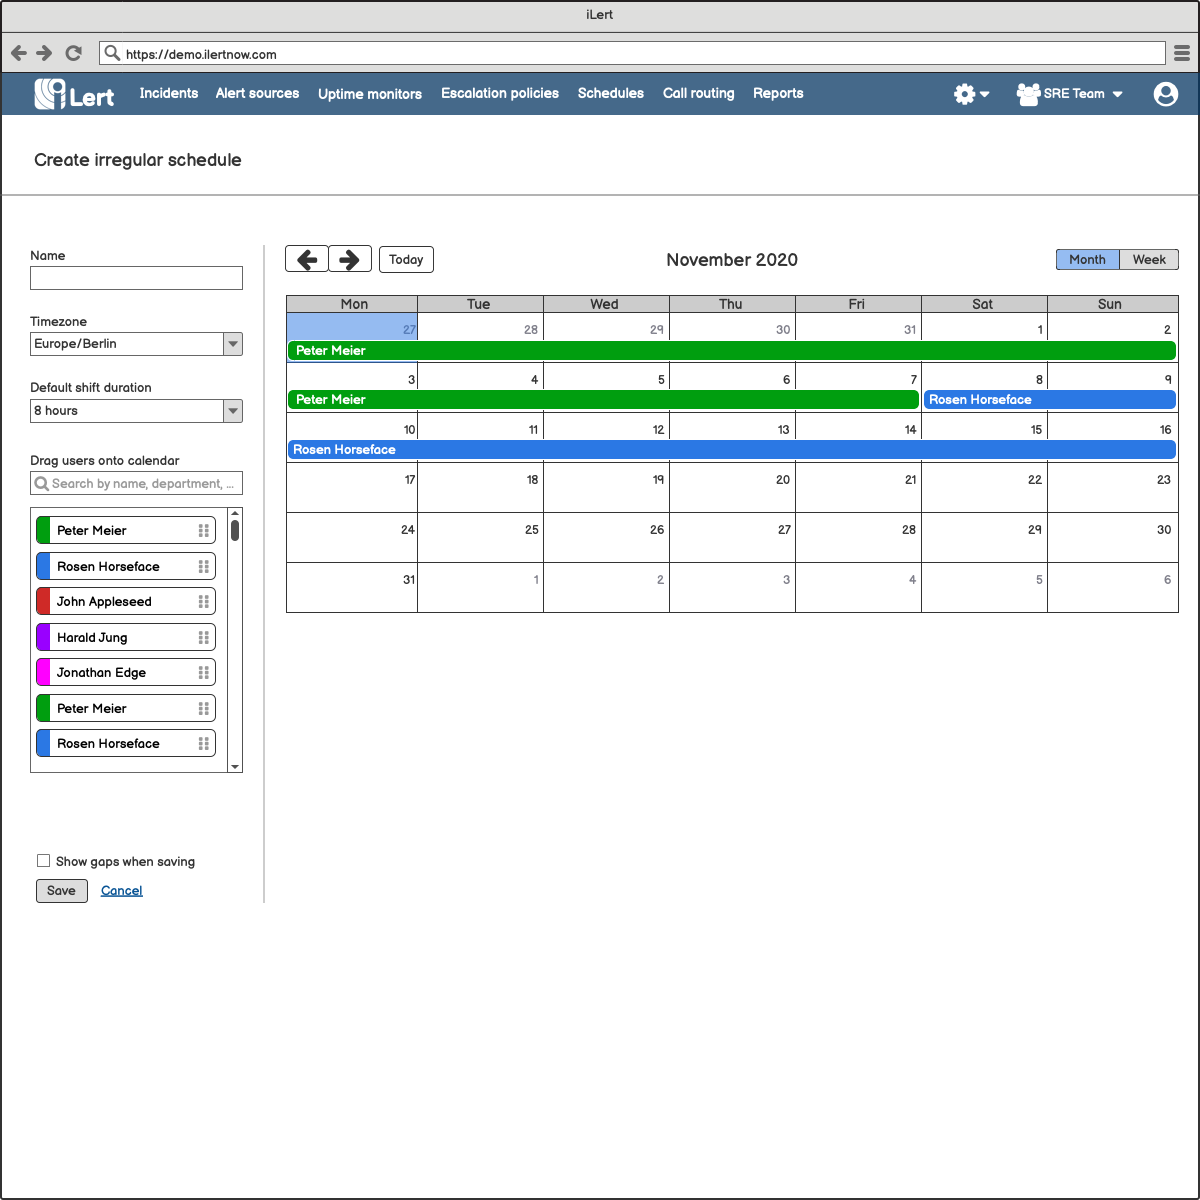 iLert
https://demo.ilertnow.com
iLert Incidents Alert sources Uptime monitors Escalation policies Schedules Call routing Reports SRE Team
Create irregular schedule
Name
Timezone
Europe/Berlin
Default shift duration
8 hours
Drag users onto calendar
Search by name, department, ...
Peter Meier
Rosen Horseface
John Appleseed
Harald Jung
Jonathan Edge
Peter Meier
Rosen Horseface
Show gaps when saving
Save Cancel
Today November 2020 Month Week
Mon Tue Wed Thu Fri Sat Sun
27 28 29 30 31 1 2
Peter Meier
3 4 5 6 7 8 9
Peter Meier Rosen Horseface
10 11 12 13 14 15 16
Rosen Horseface
17 18 19 20 21 22 23
24 25 26 27 28 29 30
31 1 2 3 4 5 6